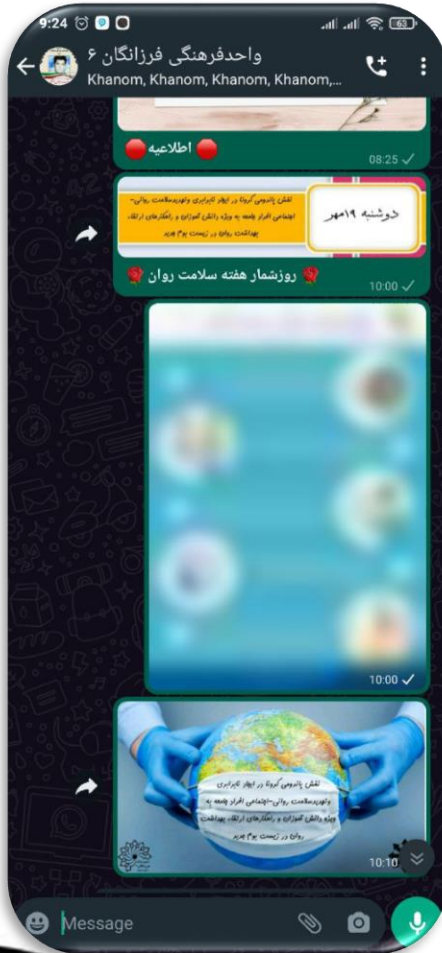 9:24
63
واحدفرهنگی فرزانگان ۶
Khanom, Khanom, Khanom, Khanom,...
اطلاعیه
08:25
نقش پاندومی کرونا در ایجاد نابرابری وتهدیدسلامت روانی-
اجتماعی افراد جامعه به ویژه دانش آموزان و راهکارهای ارتقاء
بهداشت روان در زیست بوم جدید
دوشنبه ۱۹مهر
روزشمار هفته سلامت روان
10:00
10:00
نقش پاندومی کرونا در ایجاد نابرابری
وتهدیدسلامت روانی-اجتماعی افراد جامعه به
ویژه دانش آموزان و راهکارهای ارتقاء بهداشت
روان در زیست بوم جدید
10:10
Message